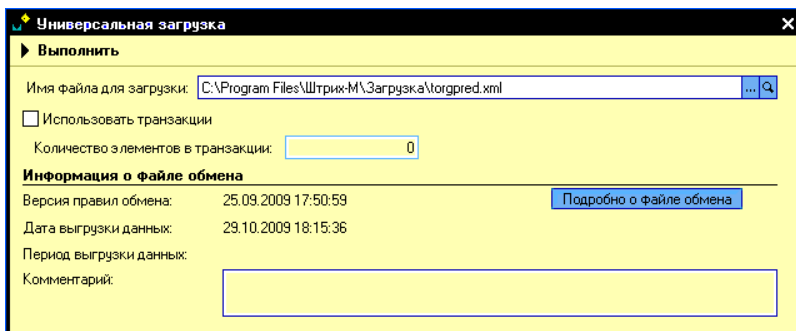 Универсальная загрузка
Выполнить
Имя файла для загрузки: C:\Program Files\Штрих-М\Загрузка\torgpred.xml ...
Использовать транзакции
Количество элементов в транзакции: 0
Информация о файле обмена
Версия правил обмена: 25.09.2009 17:50:59 Подробно о файле обмена
Дата выгрузки данных: 29.10.2009 18:15:36
Период выгрузки данных:
Комментарий: